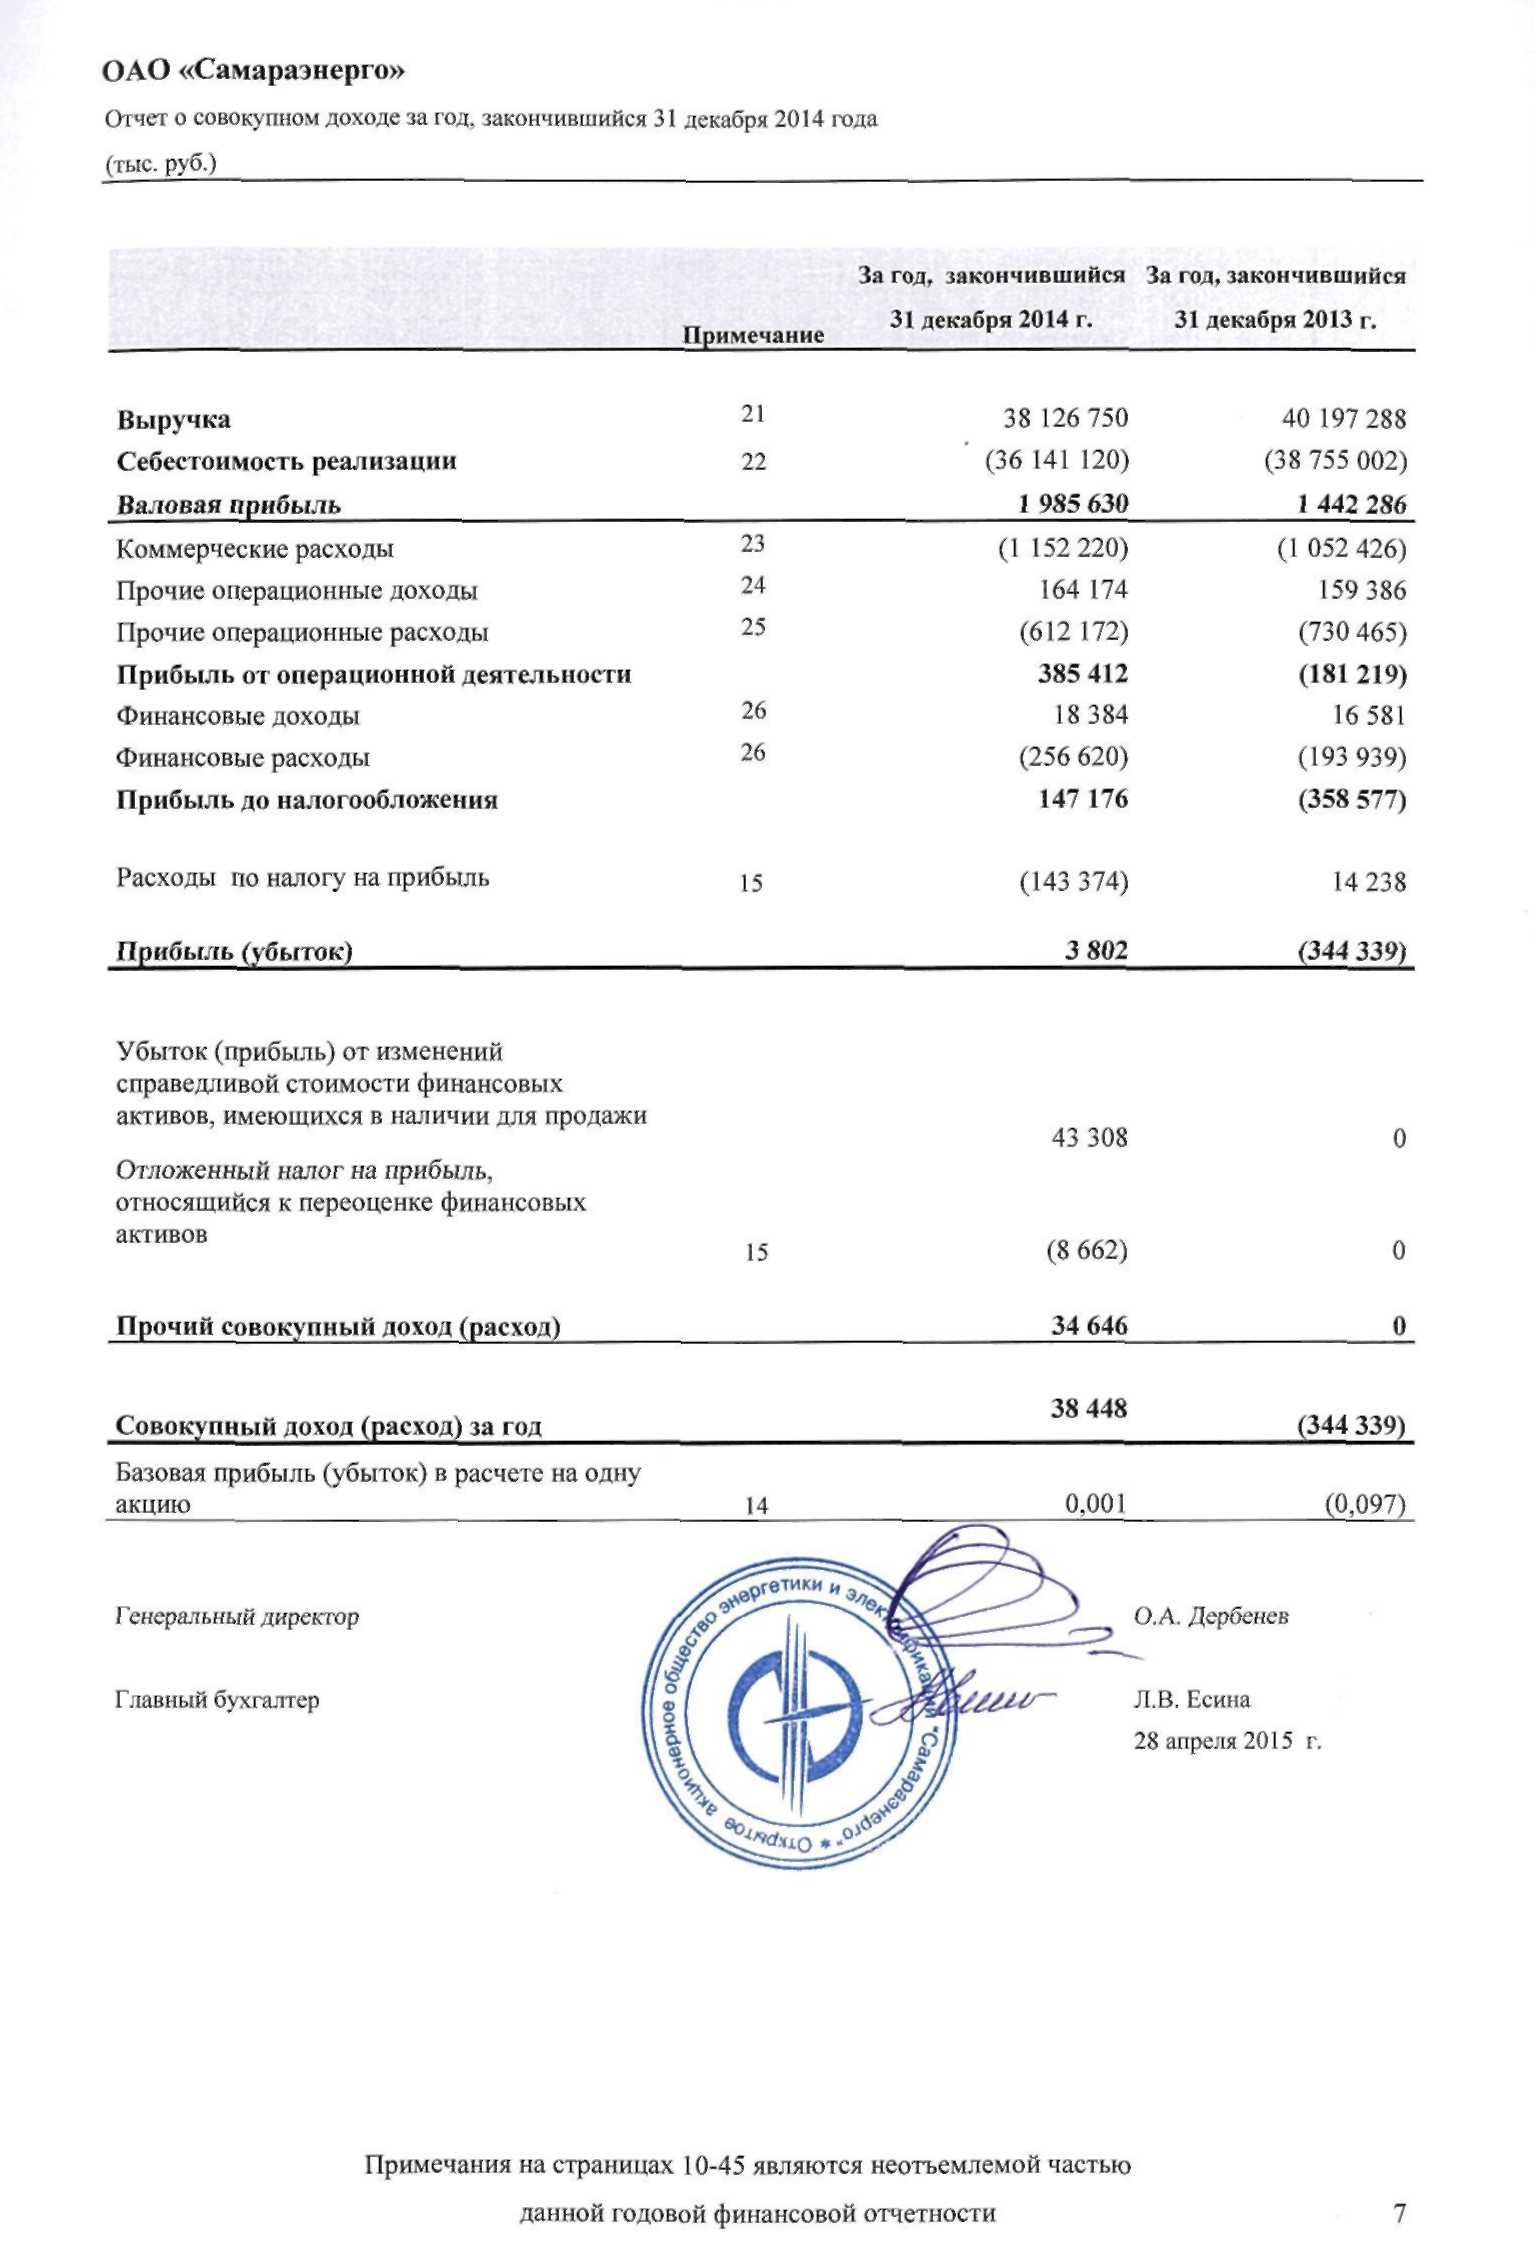 ОАО «Самараэнерго»
Отчет о совокупном доходе за год, закончившийся 31 декабря 2014 года
(тыс. руб.)
Примечание За год, закончившийся 31 декабря 2014 г. За год, закончившийся 31 декабря 2013 г.
Выручка 21 38 126 750 40 197 288
Себестоимость реализации 22 (36 141 120) (38 755 002)
Валовая прибыль 1 985 630 1 442 286
Коммерческие расходы 23 (1 152 220) (1 052 426)
Прочие операционные доходы 24 164 174 159 386
Прочие операционные расходы 25 (612 172) (730 465)
Прибыль от операционной деятельности 385 412 (181 219)
Финансовые доходы 26 18 384 16 581
Финансовые расходы 26 (256 620) (193 939)
Прибыль до налогообложения 147 176 (358 577)
Расходы по налогу на прибыль 15 (143 374) 14 238
Прибыль (убыток) 3 802 (344 339)
Убыток (прибыль) от изменений
справедливой стоимости финансовых
активов, имеющихся в наличии для продажи
43 308 0
Отложенный налог на прибыль,
относящийся к переоценке финансовых
активов
15 (8 662) 0
Прочий совокупный доход (расход) 34 646 0
Совокупный доход (расход) за год 38 448 (344 339)
Базовая прибыль (убыток) в расчете на одну
акцию 14 0,001 (0,097)
Генеральный директор О.А. Дербенев
Главный бухгалтер Л.В. Есина
28 апреля 2015 г.
Открытое акционерное общество энергетики и электрификации "Самараэнерго" *
Примечания на страницах 10-45 являются неотъемлемой частью
данной годовой финансовой отчетности 7